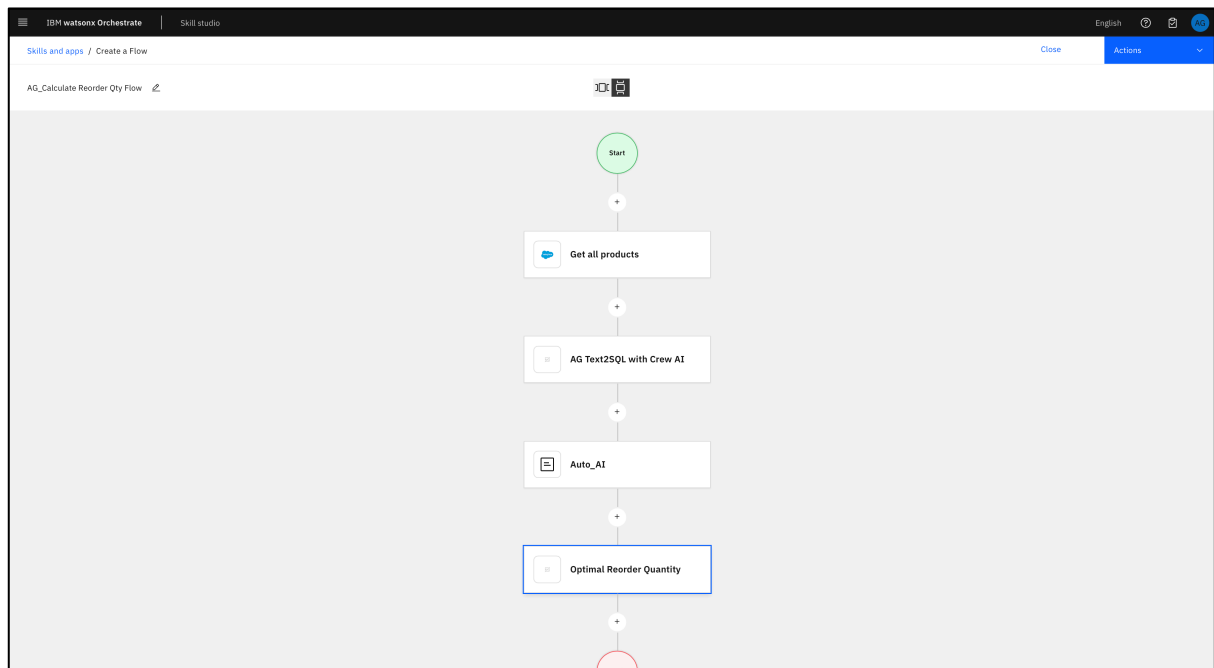 IBM watsonx Orchestrate
Skill studio
English
AG
Skills and apps / Create a Flow
Close
Actions
AG_Calculate Reorder Qty Flow
Start
+
Get all products
+
AG Text2SQL with Crew AI
+
Auto_AI
+
Optimal Reorder Quantity
+